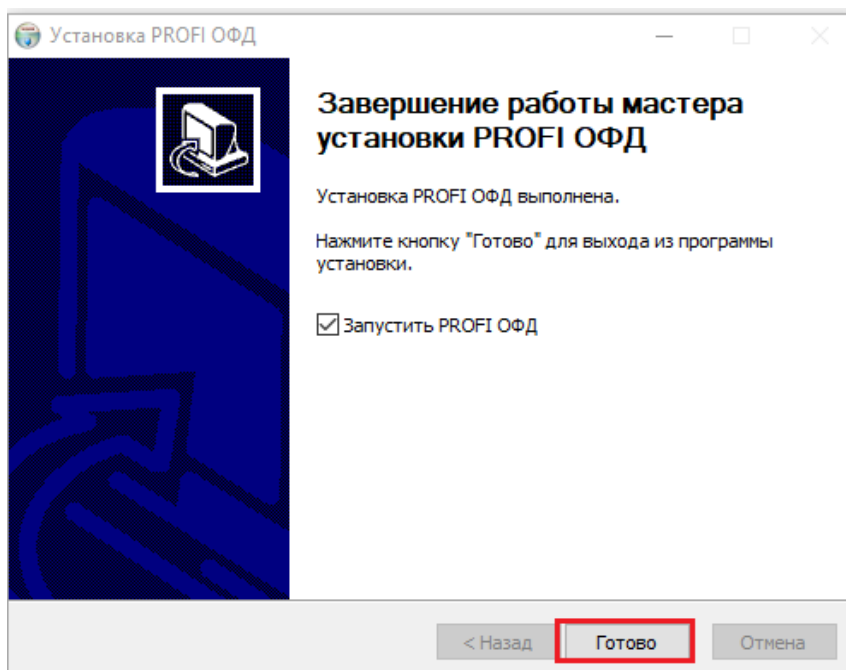 Установка PROFI ОФД
Завершение работы мастера
установки PROFI ОФД
Установка PROFI ОФД выполнена.
Нажмите кнопку "Готово" для выхода из программы
установки.
Запустить PROFI ОФД
< Назад
Готово
Отмена